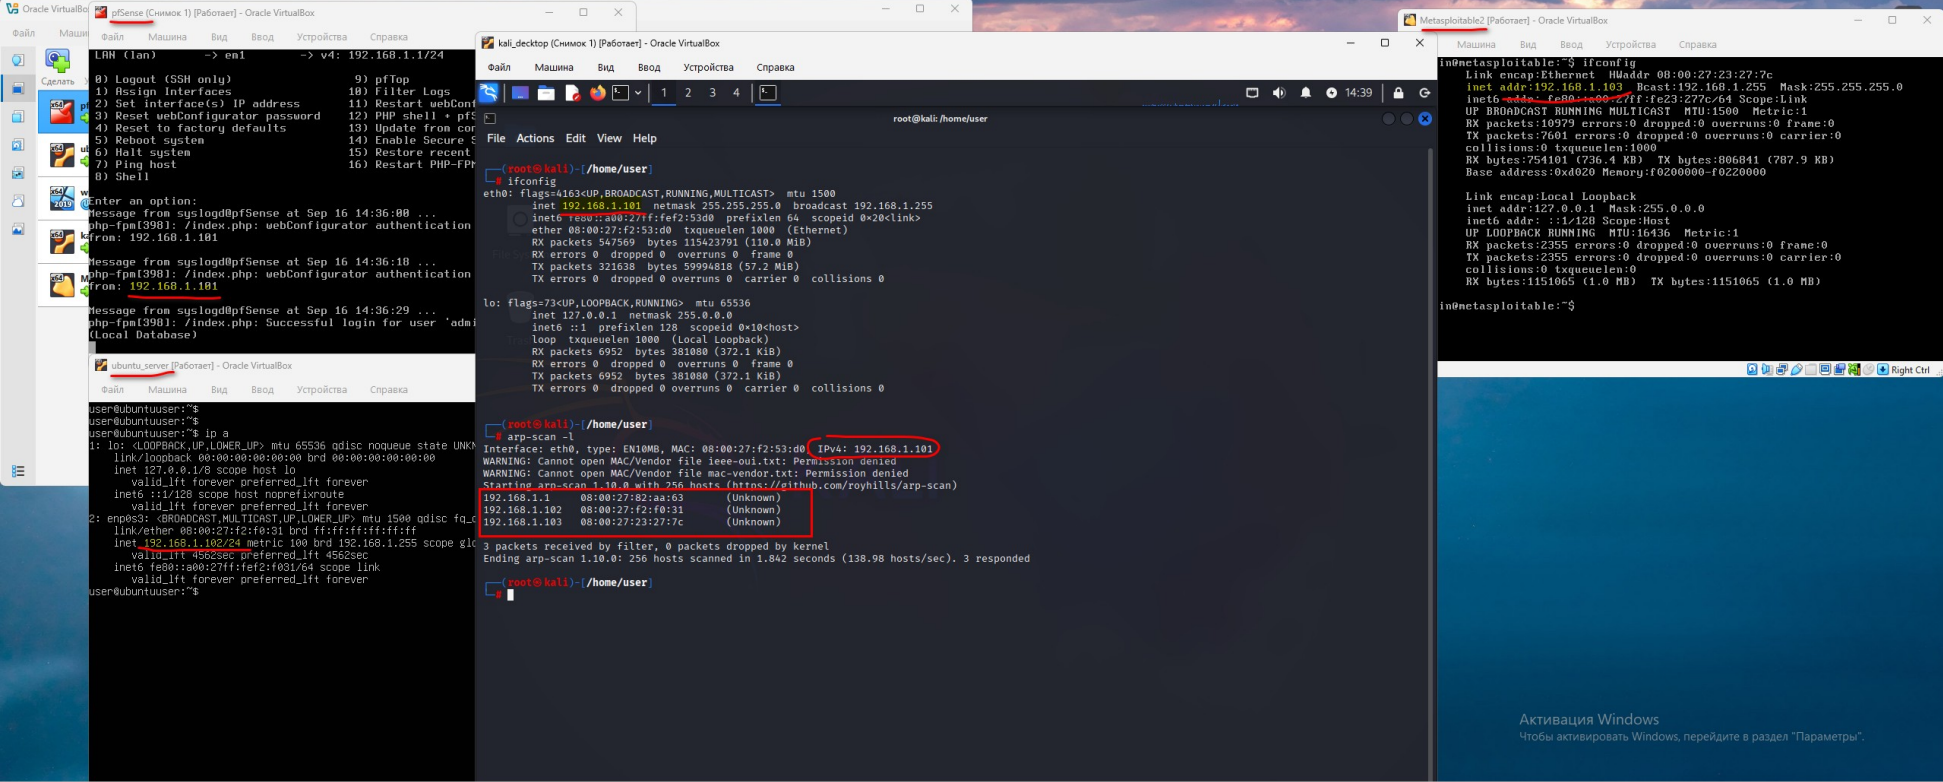 Oracle VirtualBo
Файл
Маши
Сделать
pfSense (Снимок 1) [Работает] - Oracle VirtualBox
Файл Машина Вид Ввод Устройства Справка
LAN (lan) -> em1 -> v4: 192.168.1.1/24
0) Logout (SSH only) 9) pfTop
1) Assign Interfaces 10) Filter Logs
2) Set interface(s) IP address 11) Restart webConf
3) Reset webConfigurator password 12) PHP shell + pfS
4) Reset to factory defaults 13) Update from con
5) Reboot system 14) Enable Secure S
6) Halt system 15) Restore recent
7) Ping host 16) Restart PHP-FPM
8) Shell
Enter an option:
Message from syslogd@pfSense at Sep 16 14:36:00 ...
php-fpm[398]: /index.php: webConfigurator authentication
from: 192.168.1.101
Message from syslogd@pfSense at Sep 16 14:36:18 ...
php-fpm[398]: /index.php: webConfigurator authentication
from: 192.168.1.101
Message from syslogd@pfSense at Sep 16 14:36:29 ...
php-fpm[398]: /index.php: Successful login for user 'admi
(Local Database)
ubuntu_server [Работает] - Oracle VirtualBox
Файл Машина Вид Ввод Устройства Справка
user@ubuntuuser:~$
user@ubuntuuser:~$
user@ubuntuuser:~$ ip a
1: lo: <LOOPBACK,UP,LOWER_UP> mtu 65536 qdisc noqueue state UNKN
link/loopback 00:00:00:00:00:00 brd 00:00:00:00:00:00
inet 127.0.0.1/8 scope host lo
valid_lft forever preferred_lft forever
inet6 ::1/128 scope host noprefixroute
valid_lft forever preferred_lft forever
2: enp0s3: <BROADCAST,MULTICAST,UP,LOWER_UP> mtu 1500 qdisc fq_c
link/ether 08:00:27:f2:f0:31 brd ff:ff:ff:ff:ff:ff
inet 192.168.1.102/24 metric 100 brd 192.168.1.255 scope glo
valid_lft 4562sec preferred_lft 4562sec
inet6 fe80::a00:27ff:fef2:f031/64 scope link
valid_lft forever preferred_lft forever
user@ubuntuuser:~$
kali_decktop (Снимок 1) [Работает] - Oracle VirtualBox
Файл Машина Вид Ввод Устройства Справка
1 2 3 4 14:39
root@kali: /home/user
File Actions Edit View Help
(root@kali)-[/home/user]
# ifconfig
eth0: flags=4163<UP,BROADCAST,RUNNING,MULTICAST> mtu 1500
inet 192.168.1.101 netmask 255.255.255.0 broadcast 192.168.1.255
inet6 fe80::a00:27ff:fef2:53d0 prefixlen 64 scopeid 0×20<link>
ether 08:00:27:f2:53:d0 txqueuelen 1000 (Ethernet)
RX packets 547569 bytes 115423791 (110.0 MiB)
RX errors 0 dropped 0 overruns 0 frame 0
TX packets 321638 bytes 59994818 (57.2 MiB)
TX errors 0 dropped 0 overruns 0 carrier 0 collisions 0
lo: flags=73<UP,LOOPBACK,RUNNING> mtu 65536
inet 127.0.0.1 netmask 255.0.0.0
inet6 ::1 prefixlen 128 scopeid 0×10<host>
loop txqueuelen 1000 (Local Loopback)
RX packets 6952 bytes 381080 (372.1 KiB)
RX errors 0 dropped 0 overruns 0 frame 0
TX packets 6952 bytes 381080 (372.1 KiB)
TX errors 0 dropped 0 overruns 0 carrier 0 collisions 0
(root@kali)-[/home/user]
# arp-scan -l
Interface: eth0, type: EN10MB, MAC: 08:00:27:f2:53:d0, IPv4: 192.168.1.101
WARNING: Cannot open MAC/Vendor file ieee-oui.txt: Permission denied
WARNING: Cannot open MAC/Vendor file mac-vendor.txt: Permission denied
Starting arp-scan 1.10.0 with 256 hosts (https://github.com/royhills/arp-scan)
192.168.1.1 08:00:27:82:aa:63 (Unknown)
192.168.1.102 08:00:27:f2:f0:31 (Unknown)
192.168.1.103 08:00:27:23:27:7c (Unknown)
3 packets received by filter, 0 packets dropped by kernel
Ending arp-scan 1.10.0: 256 hosts scanned in 1.842 seconds (138.98 hosts/sec). 3 responded
(root@kali)-[/home/user]
#
Metasploitable2 [Работает] - Oracle VirtualBox
Машина Вид Ввод Устройства Справка
in@metasploitable:~$ ifconfig
Link encap:Ethernet HWaddr 08:00:27:23:27:7c
inet addr:192.168.1.103 Bcast:192.168.1.255 Mask:255.255.255.0
inet6 addr: fe80::a00:27ff:fe23:277c/64 Scope:Link
UP BROADCAST RUNNING MULTICAST MTU:1500 Metric:1
RX packets:10979 errors:0 dropped:0 overruns:0 frame:0
TX packets:7601 errors:0 dropped:0 overruns:0 carrier:0
collisions:0 txqueuelen:1000
RX bytes:754101 (736.4 KB) TX bytes:806841 (787.9 KB)
Base address:0xd020 Memory:f0200000-f0220000
Link encap:Local Loopback
inet addr:127.0.0.1 Mask:255.0.0.0
inet6 addr: ::1/128 Scope:Host
UP LOOPBACK RUNNING MTU:16436 Metric:1
RX packets:2355 errors:0 dropped:0 overruns:0 frame:0
TX packets:2355 errors:0 dropped:0 overruns:0 carrier:0
collisions:0 txqueuelen:0
RX bytes:1151065 (1.0 MB) TX bytes:1151065 (1.0 MB)
in@metasploitable:~$
Right Ctrl
Активация Windows
Чтобы активировать Windows, перейдите в раздел "Параметры".